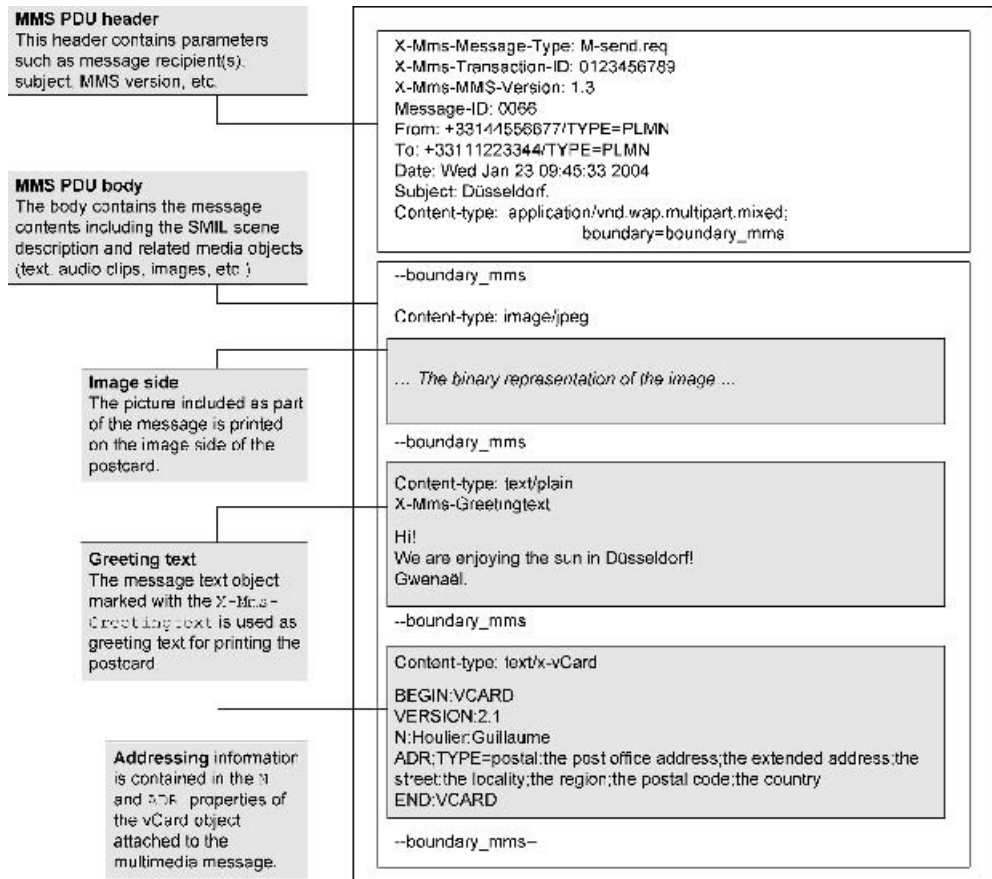 MMS PDU header
This header contains parameters
such as message recipient(s),
subject, MMS version, etc.
X-Mms-Message-Type: M-send.req
X-Mms-Transaction-ID: 0123456789
X-Mms-MMS-Version: 1.3
Message-ID: 0066
From: +33144556677/TYPE=PLMN
To: +33111223344/TYPE=PLMN
Date: Wed Jan 23 09:45:33 2004
Subject: Düsseldorf.
Content-type: application/vnd.wap.multipart.mixed;
boundary=boundary_mms
MMS PDU body
The body contains the message
contents including the SMIL scene
description and related media objects
(text, audio clips, images, etc.)
--boundary_mms
Content-type: image/jpeg
... The binary representation of the image ...
Image side
The picture included as part
of the message is printed
on the image side of the
postcard.
--boundary_mms
Content-type: text/plain
X-Mms-Greetingtext
Hi!
We are enjoying the sun in Düsseldorf!
Gwenaël.
Greeting text
The message text object
marked with the X-Mms-
Greetingtext is used as
greeting text for printing the
postcard
--boundary_mms
Content-type: text/x-vCard
BEGIN:VCARD
VERSION:2.1
N:Houlier:Guillaume
ADR;TYPE=postal:the post office address;the extended address;the
street;the locality;the region;the postal code;the country
END:VCARD
Addressing information
is contained in the N
and ADR properties of
the vCard object
attached to the
multimedia message.
--boundary_mms--